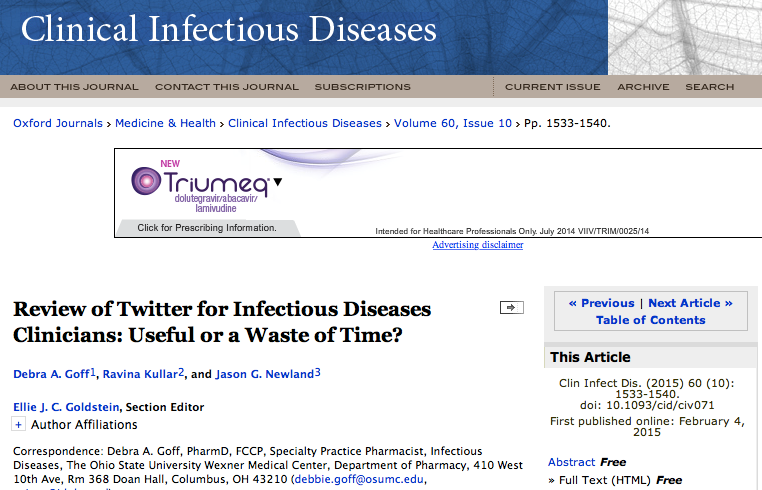 Clinical Infectious Diseases
ABOUT THIS JOURNAL CONTACT THIS JOURNAL SUBSCRIPTIONS CURRENT ISSUE ARCHIVE SEARCH
Oxford Journals › Medicine & Health › Clinical Infectious Diseases › Volume 60, Issue 10 › Pp. 1533-1540.
NEW
Triumeq
dolutegravir/abacavir/
lamivudine
Click for Prescribing Information.
Intended for Healthcare Professionals Only. July 2014 VIIV/TRIM/0025/14
Advertising disclaimer
Review of Twitter for Infectious Diseases
Clinicians: Useful or a Waste of Time?
Debra A. Goff1, Ravina Kullar2, and Jason G. Newland3
Ellie J. C. Goldstein, Section Editor
+ Author Affiliations
Correspondence: Debra A. Goff, PharmD, FCCP, Specialty Practice Pharmacist, Infectious
Diseases, The Ohio State University Wexner Medical Center, Department of Pharmacy, 410 West
10th Ave, Rm 368 Doan Hall, Columbus, OH 43210 (debbie.goff@osumc.edu,
« Previous | Next Article »
Table of Contents
This Article
Clin Infect Dis. (2015) 60 (10):
1533-1540.
doi: 10.1093/cid/civ071
First published online: February 4,
2015
Abstract Free
» Full Text (HTML) Free